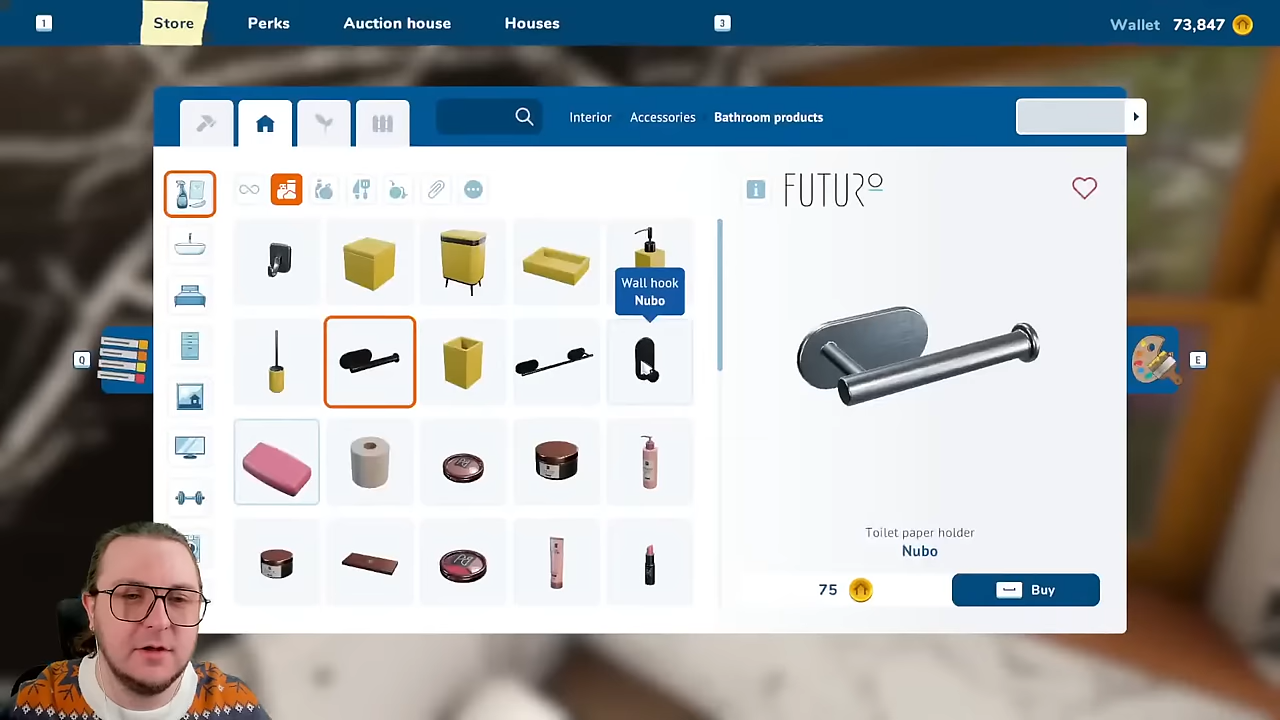 1
Store
Perks
Auction house
Houses
3
Wallet 73,847
Interior
Accessories
Bathroom products
FUTURO
Wall hook
Nubo
Q
E
Toilet paper holder
Nubo
75
Buy